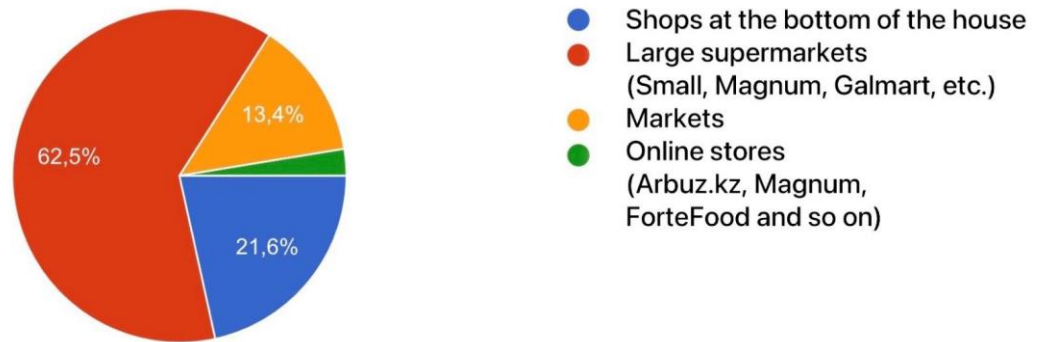 62,5%
13,4%
21,6%
Shops at the bottom of the house
Large supermarkets
(Small, Magnum, Galmart, etc.)
Markets
Online stores
(Arbuz.kz, Magnum,
ForteFood and so on)